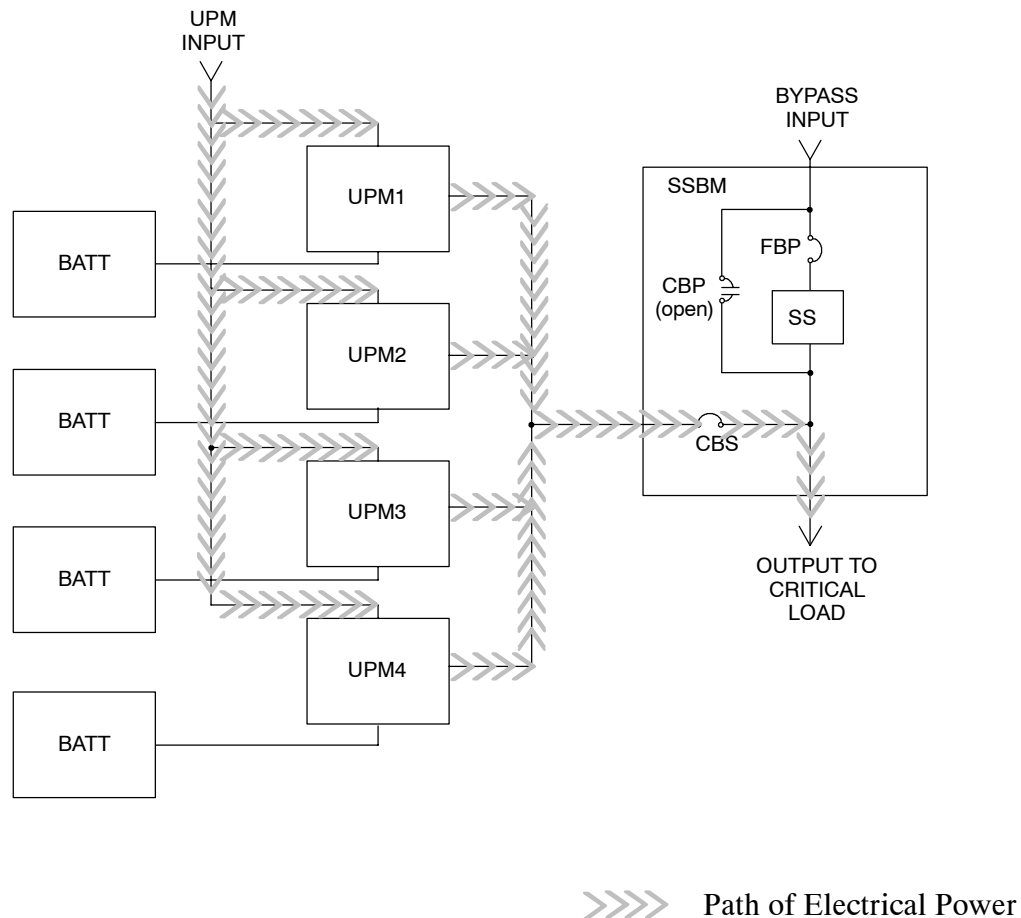 UPM
INPUT
BYPASS
INPUT
SSBM
UPM1
FBP
BATT
CBP
(open)
SS
UPM2
BATT
CBS
UPM3
BATT
OUTPUT TO
CRITICAL
LOAD
UPM4
BATT
Path of Electrical Power